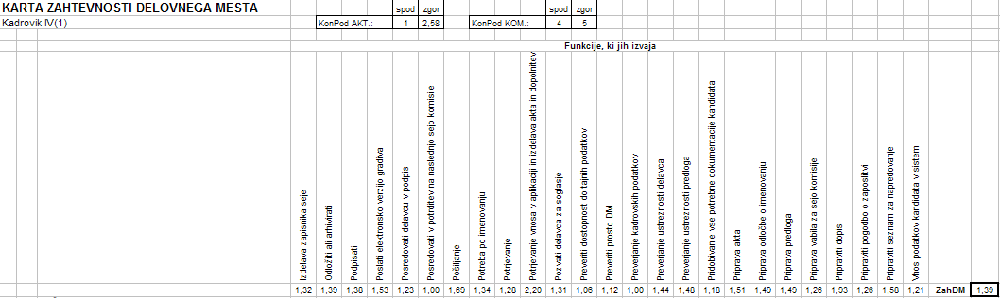 KARTA ZAHTEVNOSTI DELOVNEGA MESTA
spod zgor spod zgor
Kadrovik IV(1) KonPod AKT.: 1 2,58 KonPod KOM.: 4 5
Funkcije, ki jih izvaja
Izdelava zapisnika seje
Odložiti ali arhivirati
Podpisati
Poslati elektronsko verzijo gradiva
Posredovati delavcu v podpis
Posredovati v potrditev na naslednjo sejo komisije
Pošiljanje
Potreba po imenovanju
Potrjevanje
Potrjevanje vnosa v aplikaciji in izdelava akta in dopolnitev
Pozvati delavca za soglasje
Preveriti dostopnost do tajnih podatkov
Preveriti prosto DM
Preverjanje kadrovskih podatkov
Preverjanje ustreznosti delavca
Preverjanje ustreznosti predloga
Pridobivanje vse potrebne dokumentacije kandidata
Priprava akta
Priprava odločbe o imenovanju
Priprava predloga
Priprava vabila za sejo komisije
Pripraviti dopis
Pripraviti pogodbo o zaposlitvi
Pripraviti seznam za napredovanje
Vnos podatkov kandidata v sistem
1,32 1,39 1,38 1,53 1,23 1,00 1,69 1,34 1,28 2,20 1,31 1,06 1,12 1,00 1,44 1,48 1,18 1,51 1,49 1,49 1,26 1,93 1,26 1,58 1,21 ZahDM 1,39